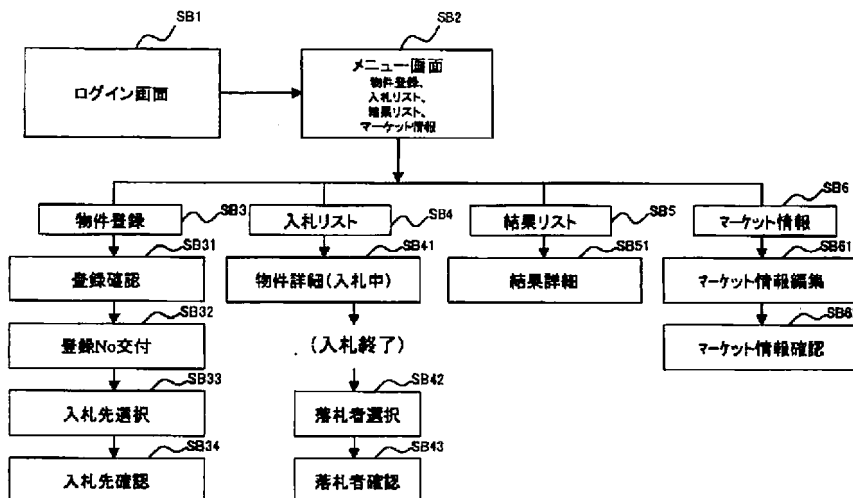 SB1
SB2
ログイン画面
メニュー画面
物件登録、
入札リスト、
結果リスト、
マーケット情報
物件登録
SB3
入札リスト
SB4
結果リスト
SB5
マーケット情報
SB6
SB31
登録確認
SB41
物件詳細(入札中)
SB51
結果詳細
SB61
マーケット情報編集
SB32
登録No交付
(入札終了)
SB6
マーケット情報確認
SB33
入札先選択
SB42
落札者選択
SB34
入札先確認
SB43
落札者確認